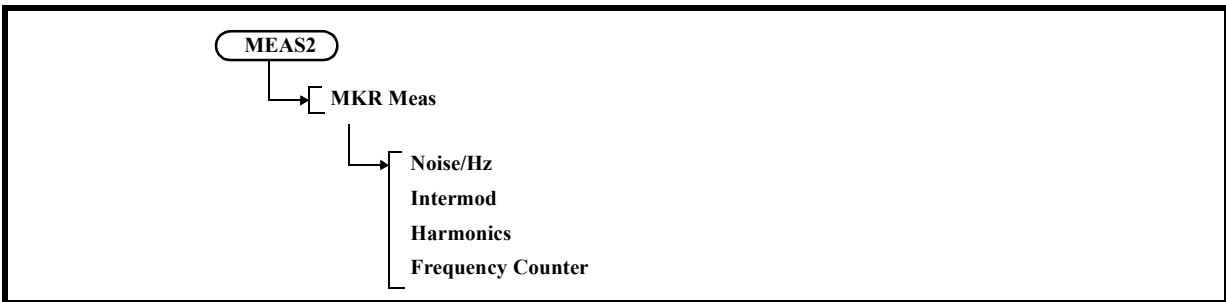 MEAS2
MKR Meas
Noise/Hz
Intermod
Harmonics
Frequency Counter